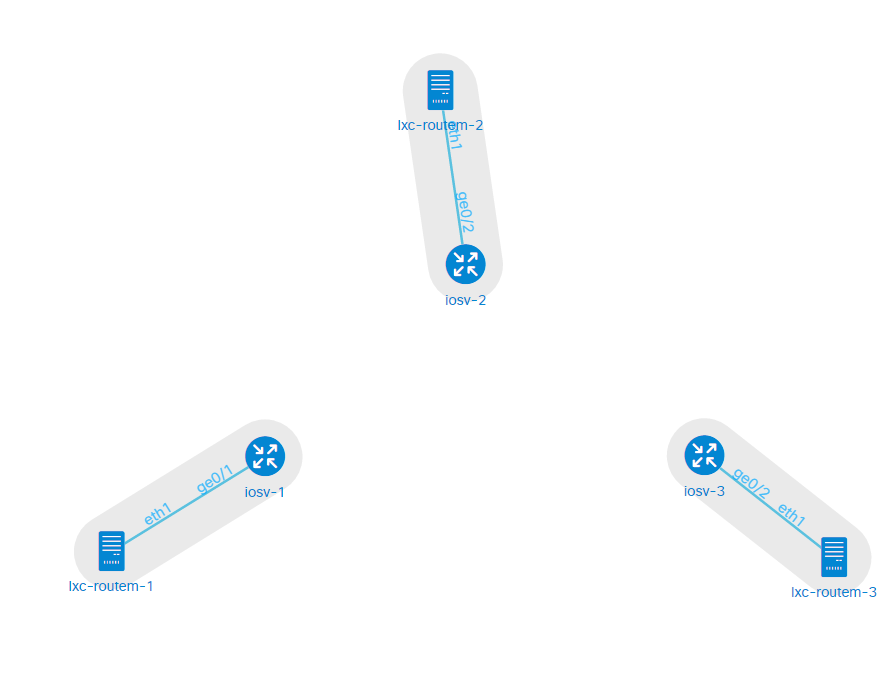 lxc-routem-2
eth1
ge0/2
iosv-2
ge0/1
eth1
iosv-1
lxc-routem-1
ge0/2
eth1
iosv-3
lxc-routem-3